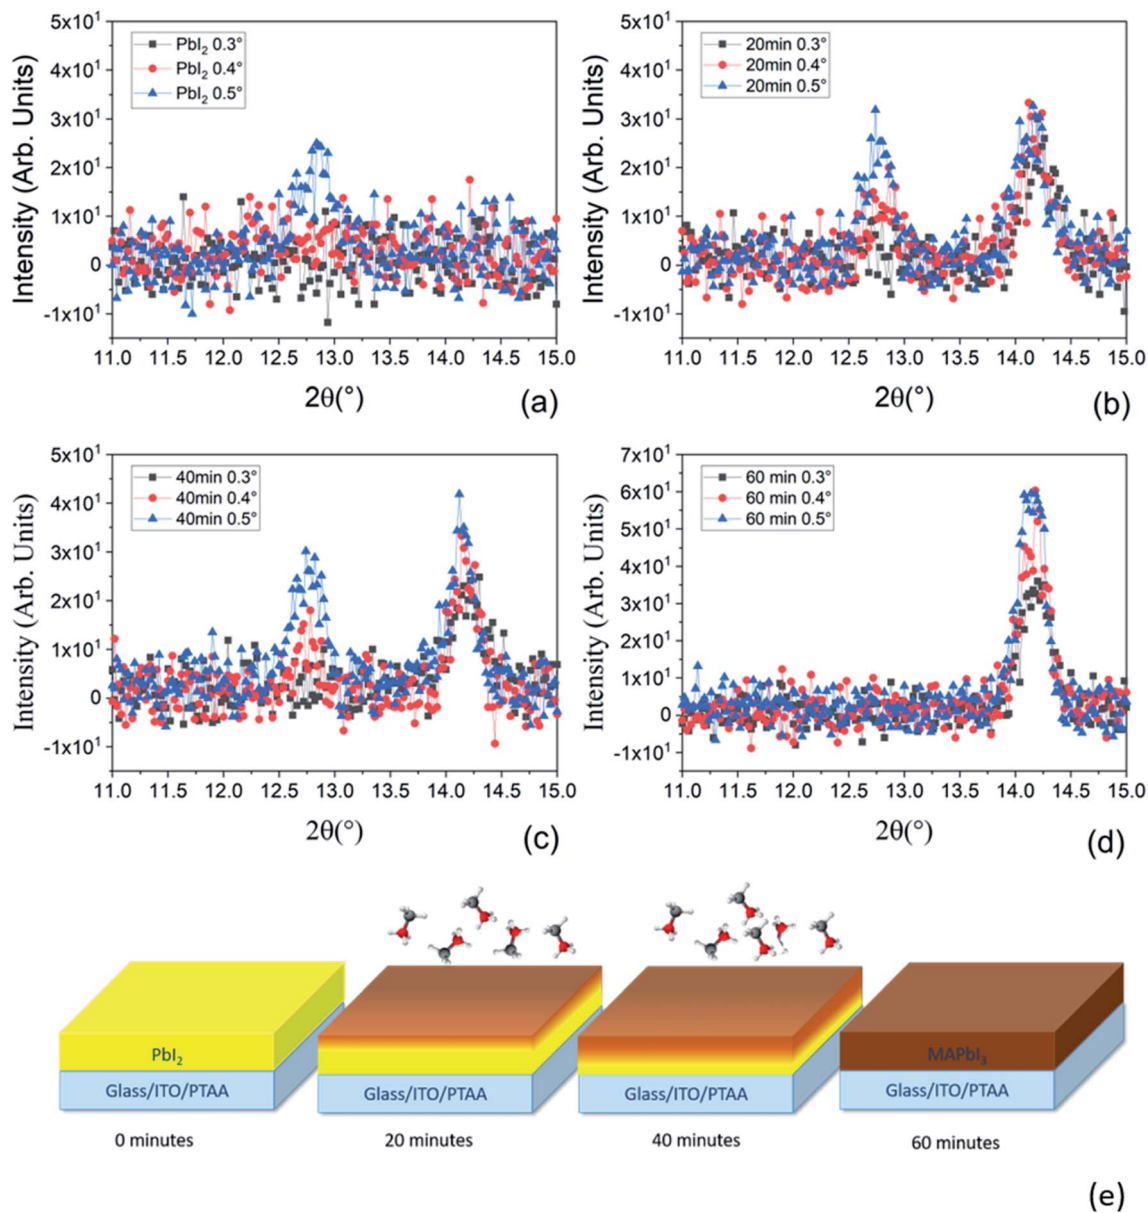 5x10¹
4x10¹
3x10¹
2x10¹
1x10¹
0
-1x10¹
Intensity (Arb. Units)
PbI₂ 0.3°
PbI₂ 0.4°
PbI₂ 0.5°
11.0 11.5 12.0 12.5 13.0 13.5 14.0 14.5 15.0
2θ(°)
(a)
5x10¹
4x10¹
3x10¹
2x10¹
1x10¹
0
-1x10¹
Intensity (Arb. Units)
20min 0.3°
20min 0.4°
20min 0.5°
11.0 11.5 12.0 12.5 13.0 13.5 14.0 14.5 15.0
2θ(°)
(b)
5x10¹
4x10¹
3x10¹
2x10¹
1x10¹
0
-1x10¹
Intensity (Arb. Units)
40min 0.3°
40min 0.4°
40min 0.5°
11.0 11.5 12.0 12.5 13.0 13.5 14.0 14.5 15.0
2θ(°)
(c)
7x10¹
6x10¹
5x10¹
4x10¹
3x10¹
2x10¹
1x10¹
0
-1x10¹
Intensity (Arb. Units)
60 min 0.3°
60 min 0.4°
60 min 0.5°
11.0 11.5 12.0 12.5 13.0 13.5 14.0 14.5 15.0
2θ(°)
(d)
PbI₂
MAPbI₃
Glass/ITO/PTAA
Glass/ITO/PTAA
Glass/ITO/PTAA
Glass/ITO/PTAA
0 minutes
20 minutes
40 minutes
60 minutes
(e)